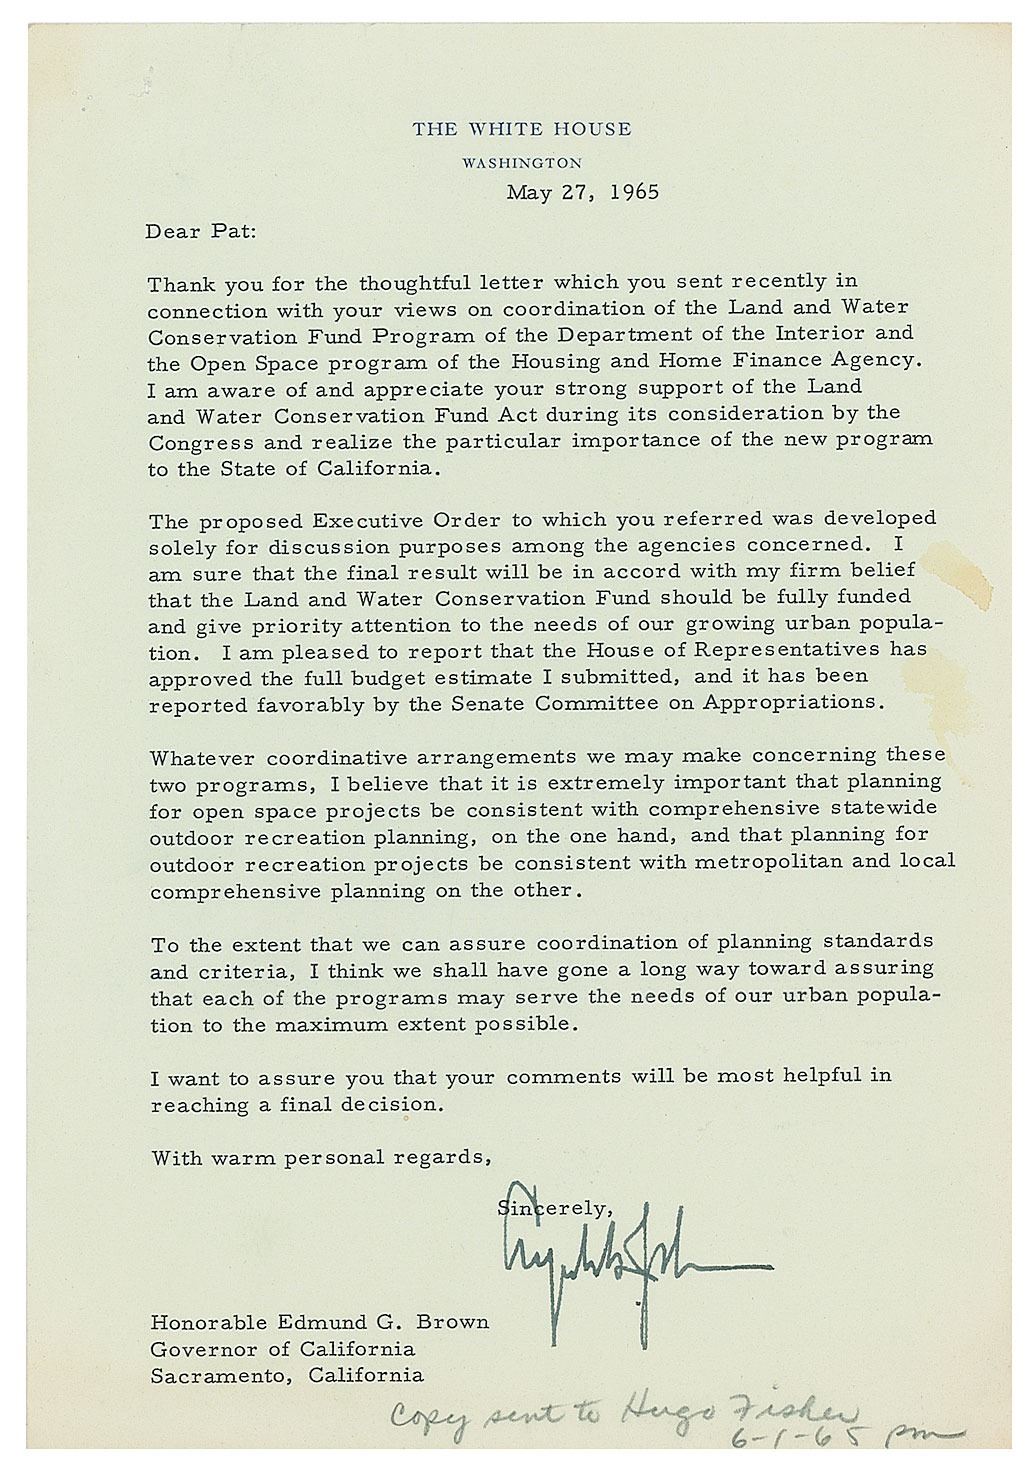 THE WHITE HOUSE
WASHINGTON
May 27, 1965
Dear Pat:
Thank you for the thoughtful letter which you sent recently in
connection with your views on coordination of the Land and Water
Conservation Fund Program of the Department of the Interior and
the Open Space program of the Housing and Home Finance Agency.
I am aware of and appreciate your strong support of the Land
and Water Conservation Fund Act during its consideration by the
Congress and realize the particular importance of the new program
to the State of California.
The proposed Executive Order to which you referred was developed
solely for discussion purposes among the agencies concerned. I
am sure that the final result will be in accord with my firm belief
that the Land and Water Conservation Fund should be fully funded
and give priority attention to the needs of our growing urban popula-
tion. I am pleased to report that the House of Representatives has
approved the full budget estimate I submitted, and it has been
reported favorably by the Senate Committee on Appropriations.
Whatever coordinative arrangements we may make concerning these
two programs, I believe that it is extremely important that planning
for open space projects be consistent with comprehensive statewide
outdoor recreation planning, on the one hand, and that planning for
outdoor recreation projects be consistent with metropolitan and local
comprehensive planning on the other.
To the extent that we can assure coordination of planning standards
and criteria, I think we shall have gone a long way toward assuring
that each of the programs may serve the needs of our urban popula-
tion to the maximum extent possible.
I want to assure you that your comments will be most helpful in
reaching a final decision.
With warm personal regards,
Sincerely,
Honorable Edmund G. Brown
Governor of California
Sacramento, California
Copy sent to Hugo Fisher
6-1-65 pm